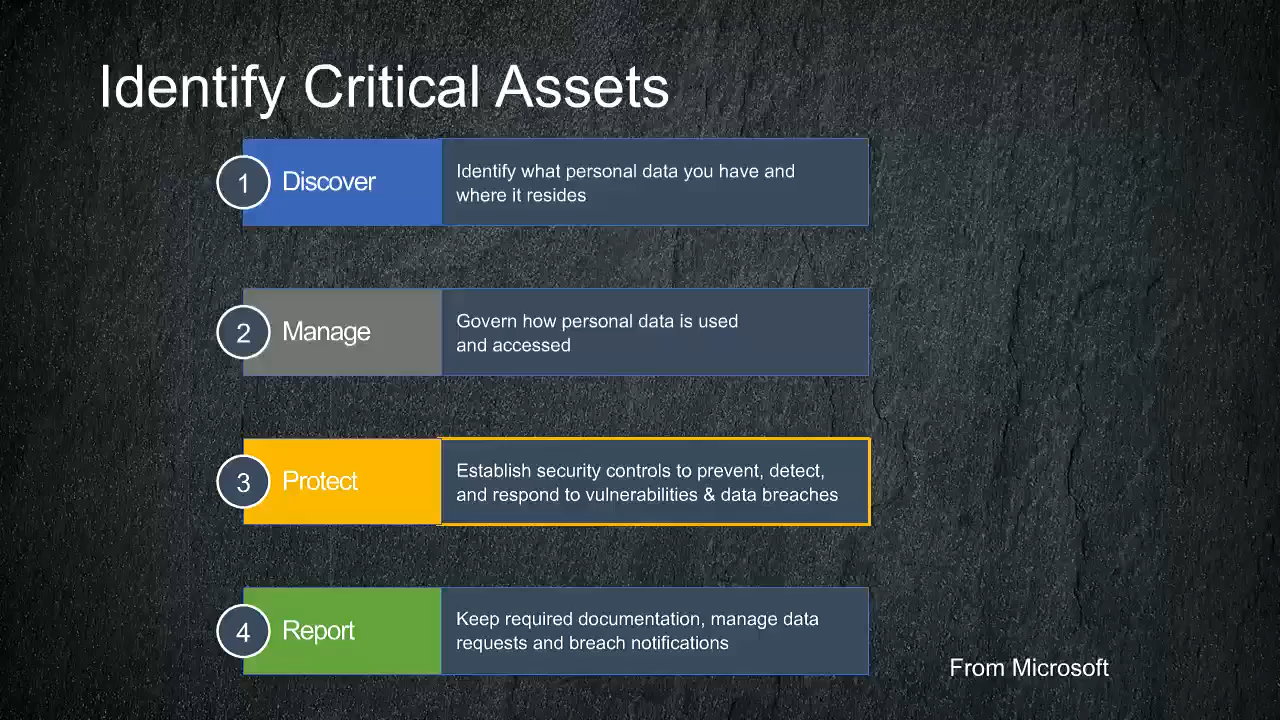 Identify Critical Assets
1
Discover
Identify what personal data you have and
where it resides
2
Manage
Govern how personal data is used
and accessed
3
Protect
Establish security controls to prevent, detect,
and respond to vulnerabilities & data breaches
4
Report
Keep required documentation, manage data
requests and breach notifications
From Microsoft